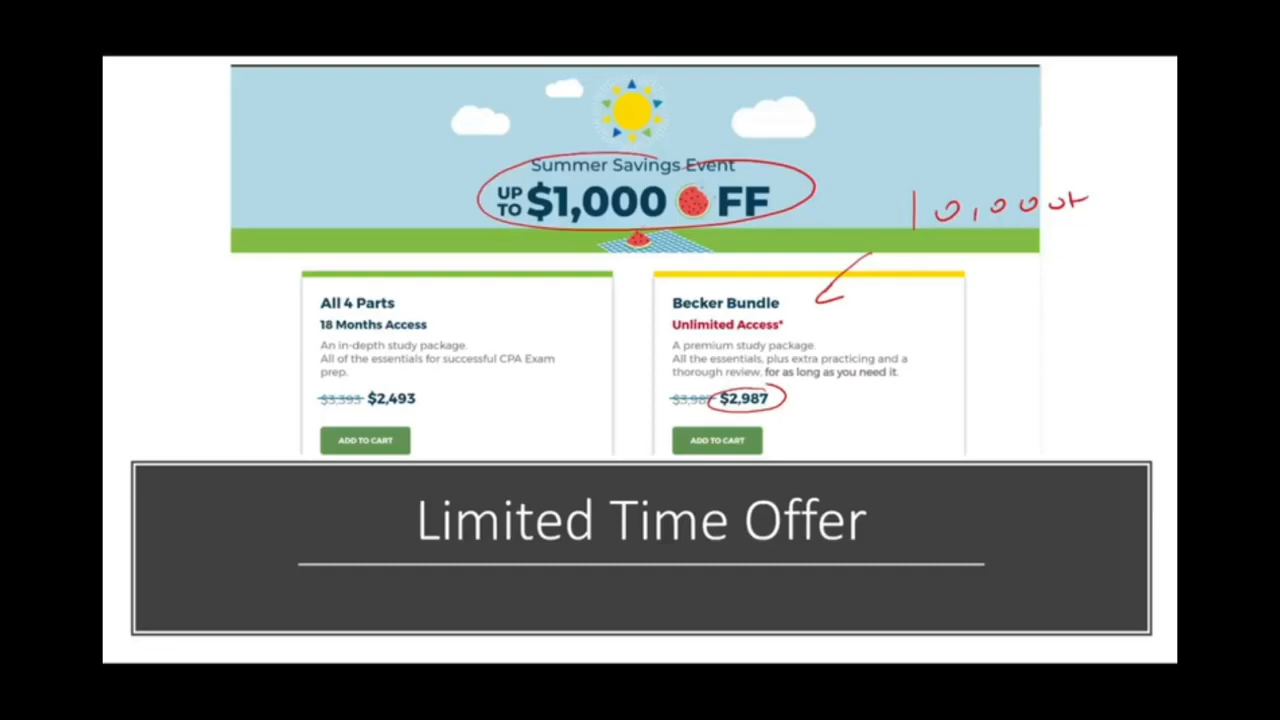 Summer Savings Event
UP TO $1,000 OFF
10,000
All 4 Parts
18 Months Access
An in-depth study package.
All of the essentials for successful CPA Exam
prep.
$3,393 $2,493
ADD TO CART
Becker Bundle
Unlimited Access*
A premium study package.
All the essentials, plus extra practicing and a
thorough review, for as long as you need it.
$2,987
ADD TO CART
Limited Time Offer